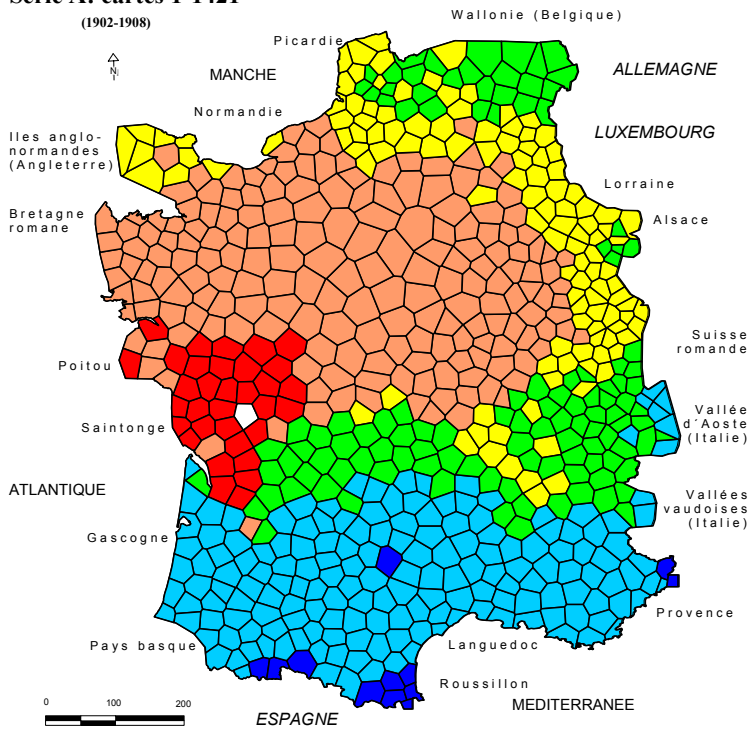 Série A: cartes 1-1421
(1902-1908)
Wallonie (Belgique)
Picardie
MANCHE
ALLEMAGNE
N
Normandie
LUXEMBOURG
Iles anglo-
normandes
(Angleterre)
Lorraine
Alsace
Bretagne
romane
Suisse
romande
Poitou
Vallée
d´Aoste
(Italie)
Saintonge
ATLANTIQUE
Vallées
vaudoises
(Italie)
Gascogne
Provence
Pays basque
Languedoc
Roussillon
MEDITERRANEE
ESPAGNE
0 100 200